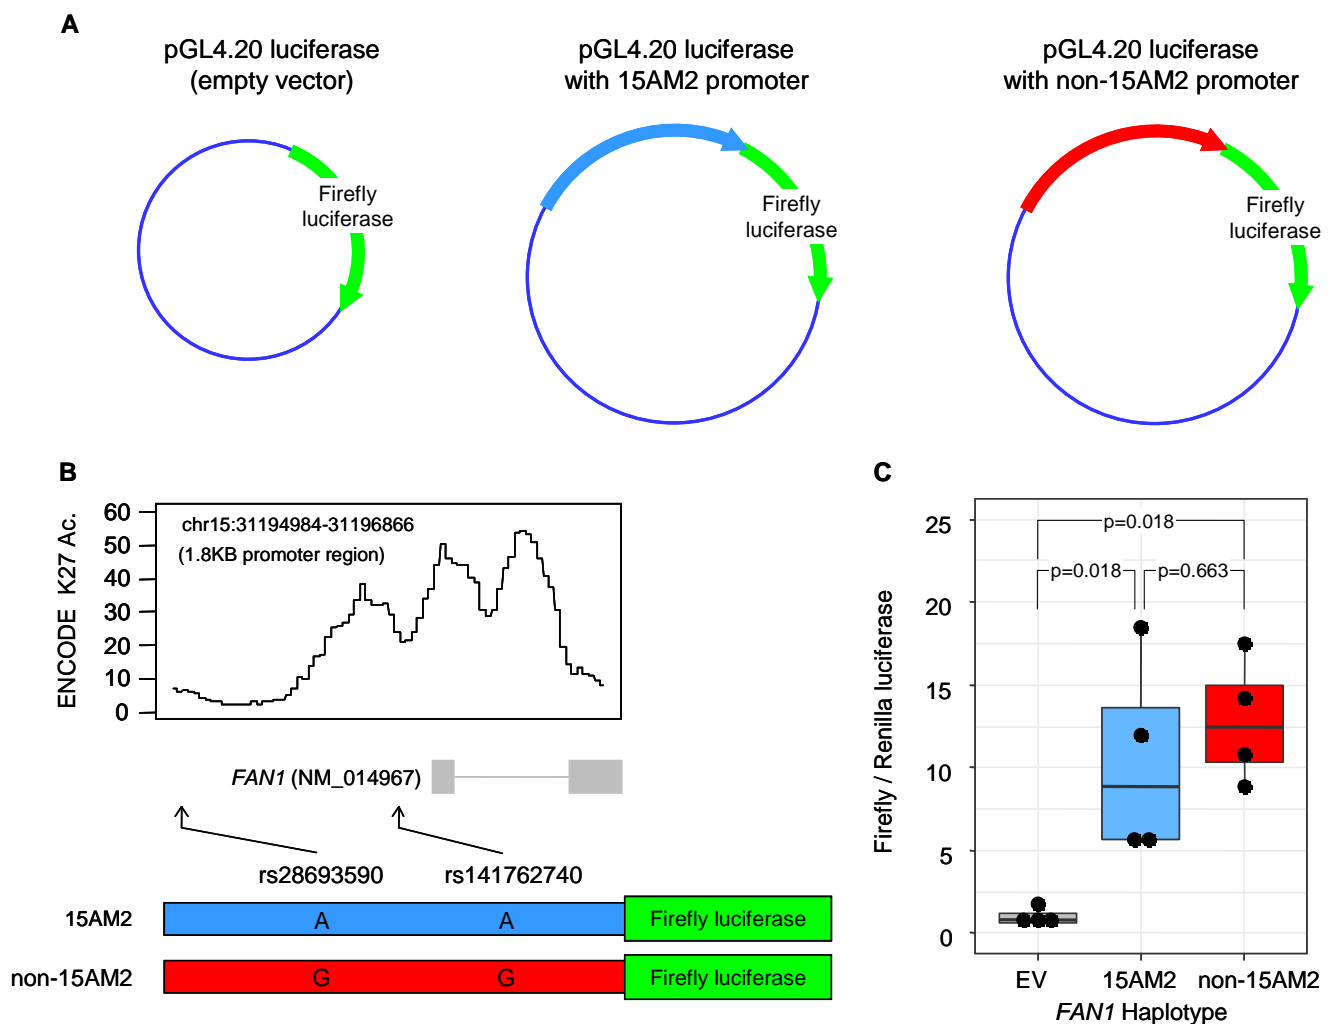 A
pGL4.20 luciferase
(empty vector)
pGL4.20 luciferase
with 15AM2 promoter
pGL4.20 luciferase
with non-15AM2 promoter
Firefly
luciferase
Firefly
luciferase
Firefly
luciferase
B
ENCODE K27 Ac.
60
50
40
30
20
10
0
chr15:31194984-31196866
(1.8KB promoter region)
FAN1 (NM_014967)
rs28693590
rs141762740
15AM2
A
A
Firefly luciferase
non-15AM2
G
G
Firefly luciferase
C
Firefly / Renilla luciferase
25
20
15
10
5
0
p=0.018
p=0.018
p=0.663
EV
15AM2
non-15AM2
FAN1 Haplotype